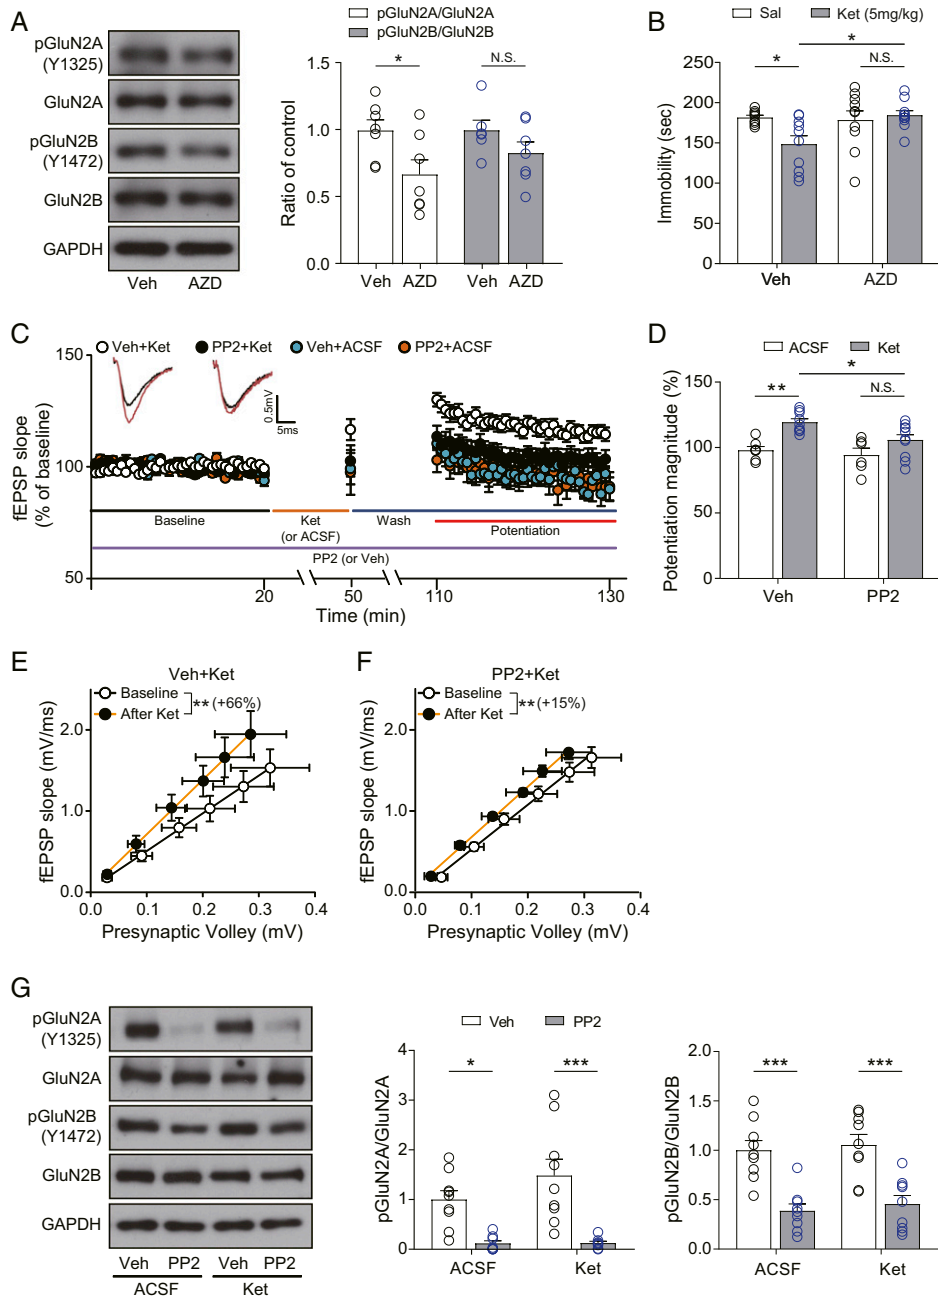 A
pGluN2A
(Y1325)
GluN2A
pGluN2B
(Y1472)
GluN2B
GAPDH
Veh AZD
pGluN2A/GluN2A
pGluN2B/GluN2B
Ratio of control
1.5
1.0
0.5
0.0
*
N.S.
Veh AZD Veh AZD
B
Sal Ket (5mg/kg)
Immobility (sec)
250
200
150
100
50
0
*
*
N.S.
Veh AZD
C
Veh+Ket PP2+Ket Veh+ACSF PP2+ACSF
fEPSP slope
(% of baseline)
150
100
50
0.5mV
5ms
Baseline
Ket
(or ACSF)
Wash
Potentiation
PP2 (or Veh)
20 50 110 130
Time (min)
D
ACSF Ket
Potentiation magnitude (%)
150
100
50
0
**
*
N.S.
Veh PP2
E
Veh+Ket
Baseline
After Ket
** (+66%)
fEPSP slope (mV/ms)
2.0
1.0
0.0
0.0 0.1 0.2 0.3 0.4
Presynaptic Volley (mV)
F
PP2+Ket
Baseline
After Ket
** (+15%)
fEPSP slope (mV/ms)
2.0
1.0
0.0
0.0 0.1 0.2 0.3 0.4
Presynaptic Volley (mV)
G
pGluN2A
(Y1325)
GluN2A
pGluN2B
(Y1472)
GluN2B
GAPDH
Veh PP2 Veh PP2
ACSF Ket
Veh PP2
pGluN2A/GluN2A
4
3
2
1
0
*
***
ACSF Ket
pGluN2B/GluN2B
2.0
1.5
1.0
0.5
0
***
***
ACSF Ket